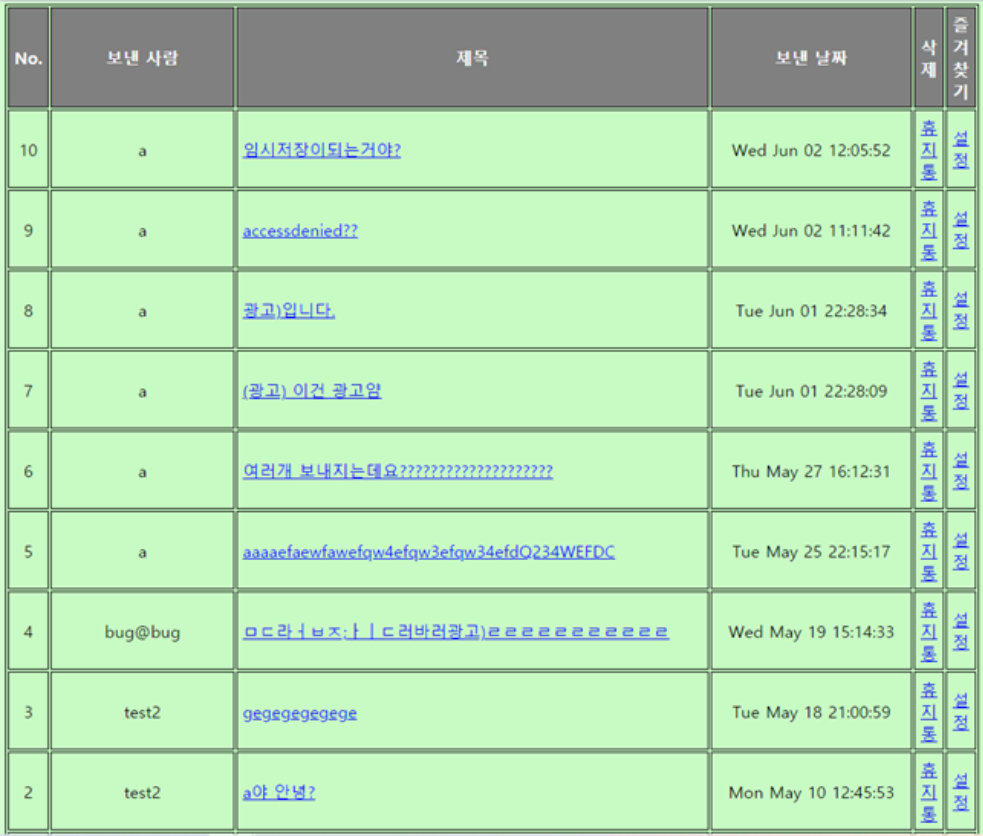 No. 보낸 사람 제목 보낸 날짜 삭제 즐겨찾기
10 a 임시저장이되는거야? Wed Jun 02 12:05:52 휴지통 설정
9 a accessdenied?? Wed Jun 02 11:11:42 휴지통 설정
8 a 광고)입니다. Tue Jun 01 22:28:34 휴지통 설정
7 a (광고) 이건 광고얌 Tue Jun 01 22:28:09 휴지통 설정
6 a 여러개 보내지는데요???????????????????? Thu May 27 16:12:31 휴지통 설정
5 a aaaaefaewfawefqw4efqw3efqw34efdQ234WEFDC Tue May 25 22:15:17 휴지통 설정
4 bug@bug ㅁㄷ라ㅓㅂㅈ;ㅏㅣㄷ러바러광고)ㄹㄹㄹㄹㄹㄹㄹㄹㄹㄹㄹ Wed May 19 15:14:33 휴지통 설정
3 test2 gegegegegege Tue May 18 21:00:59 휴지통 설정
2 test2 a야 안녕? Mon May 10 12:45:53 휴지통 설정